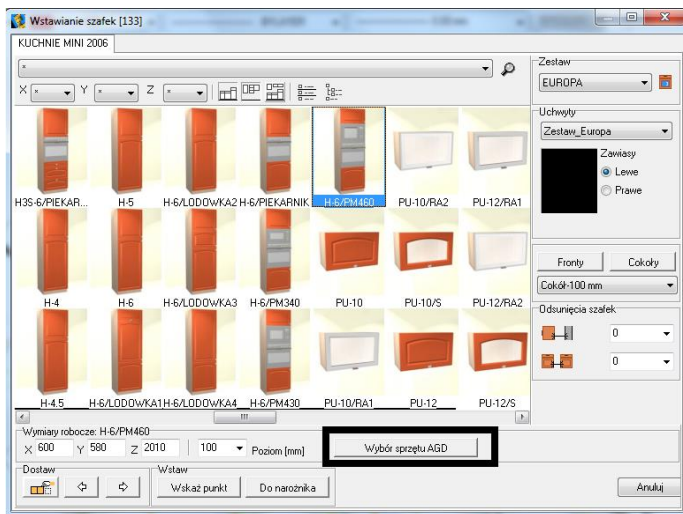 Wstawianie szafek [133]
KUCHNIE MINI 2006
*
Zestaw
EUROPA
X * Y * Z *
Uchwyty
Zestaw_Europa
Zawiasy
Lewe
Prawe
H3S-6/PIEKAR... H-5 H-6/LODOWKA2 H-6/PIEKARNIK H-6/PM460 PU-10/RA2 PU-12/RA1
Fronty Cokoły
Cokół-100 mm
H-4 H-6 H-6/LODOWKA3 H-6/PM340 PU-10 PU-10/S PU-12/RA2
Odsunięcia szafek
0
0
H-4.5 H-6/LODOWKA1 H-6/LODOWKA4 H-6/PM430 PU-10/RA1 PU-12 PU-12/S
Wymiary robocze: H-6/PM460
X 600 Y 580 Z 2010 100 Poziom [mm] Wybór sprzętu AGD
Dostaw Wstaw
Wskaż punkt Do narożnika Anuluj